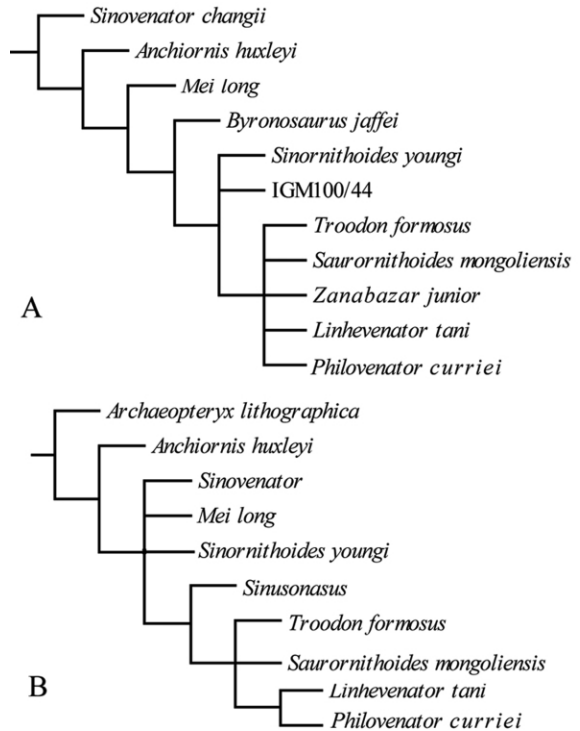 Sinovenator changii
Anchiornis huxleyi
Mei long
Byronosaurus jaffei
Sinornithoides youngi
IGM100/44
Troodon formosus
Saurornithoides mongoliensis
Zanabazar junior
Linhevenator tani
Philovenator curriei
A
Archaeopteryx lithographica
Anchiornis huxleyi
Sinovenator
Mei long
Sinornithoides youngi
Sinusonasus
Troodon formosus
Saurornithoides mongoliensis
Linhevenator tani
Philovenator curriei
B